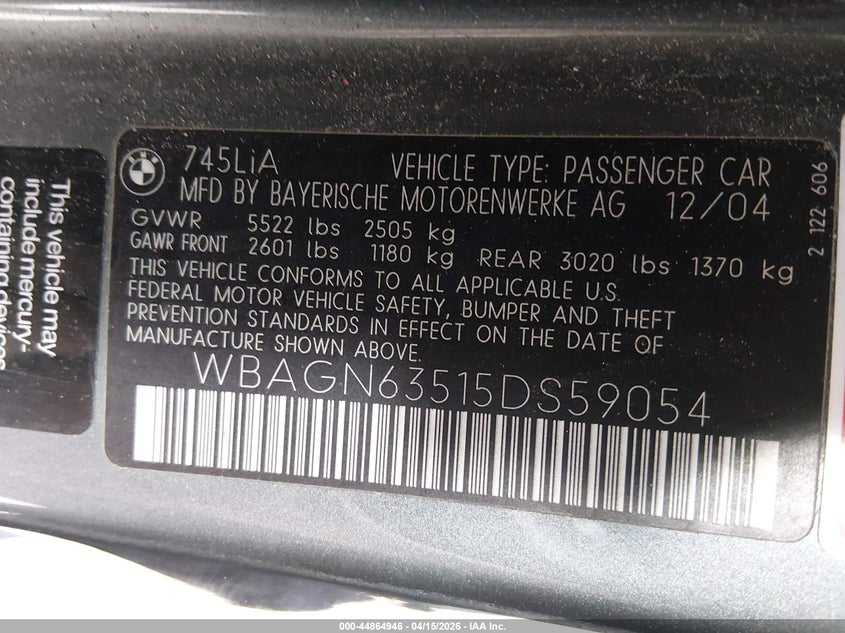 This vehicle may
include mercury-
containing devices
BMW
745LiA VEHICLE TYPE: PASSENGER CAR
MFD BY BAYERISCHE MOTORENWERKE AG 12/04
GVWR 5522 lbs 2505 kg
GAWR FRONT 2601 lbs 1180 kg REAR 3020 lbs 1370 kg
THIS VEHICLE CONFORMS TO ALL APPLICABLE U.S.
FEDERAL MOTOR VEHICLE SAFETY, BUMPER AND THEFT
PREVENTION STANDARDS IN EFFECT ON THE DATE OF
MANUFACTURE SHOWN ABOVE.
WBAGN63515DS59054
2 122 606
000-44864946 - 04/15/2026 - IAA Inc.